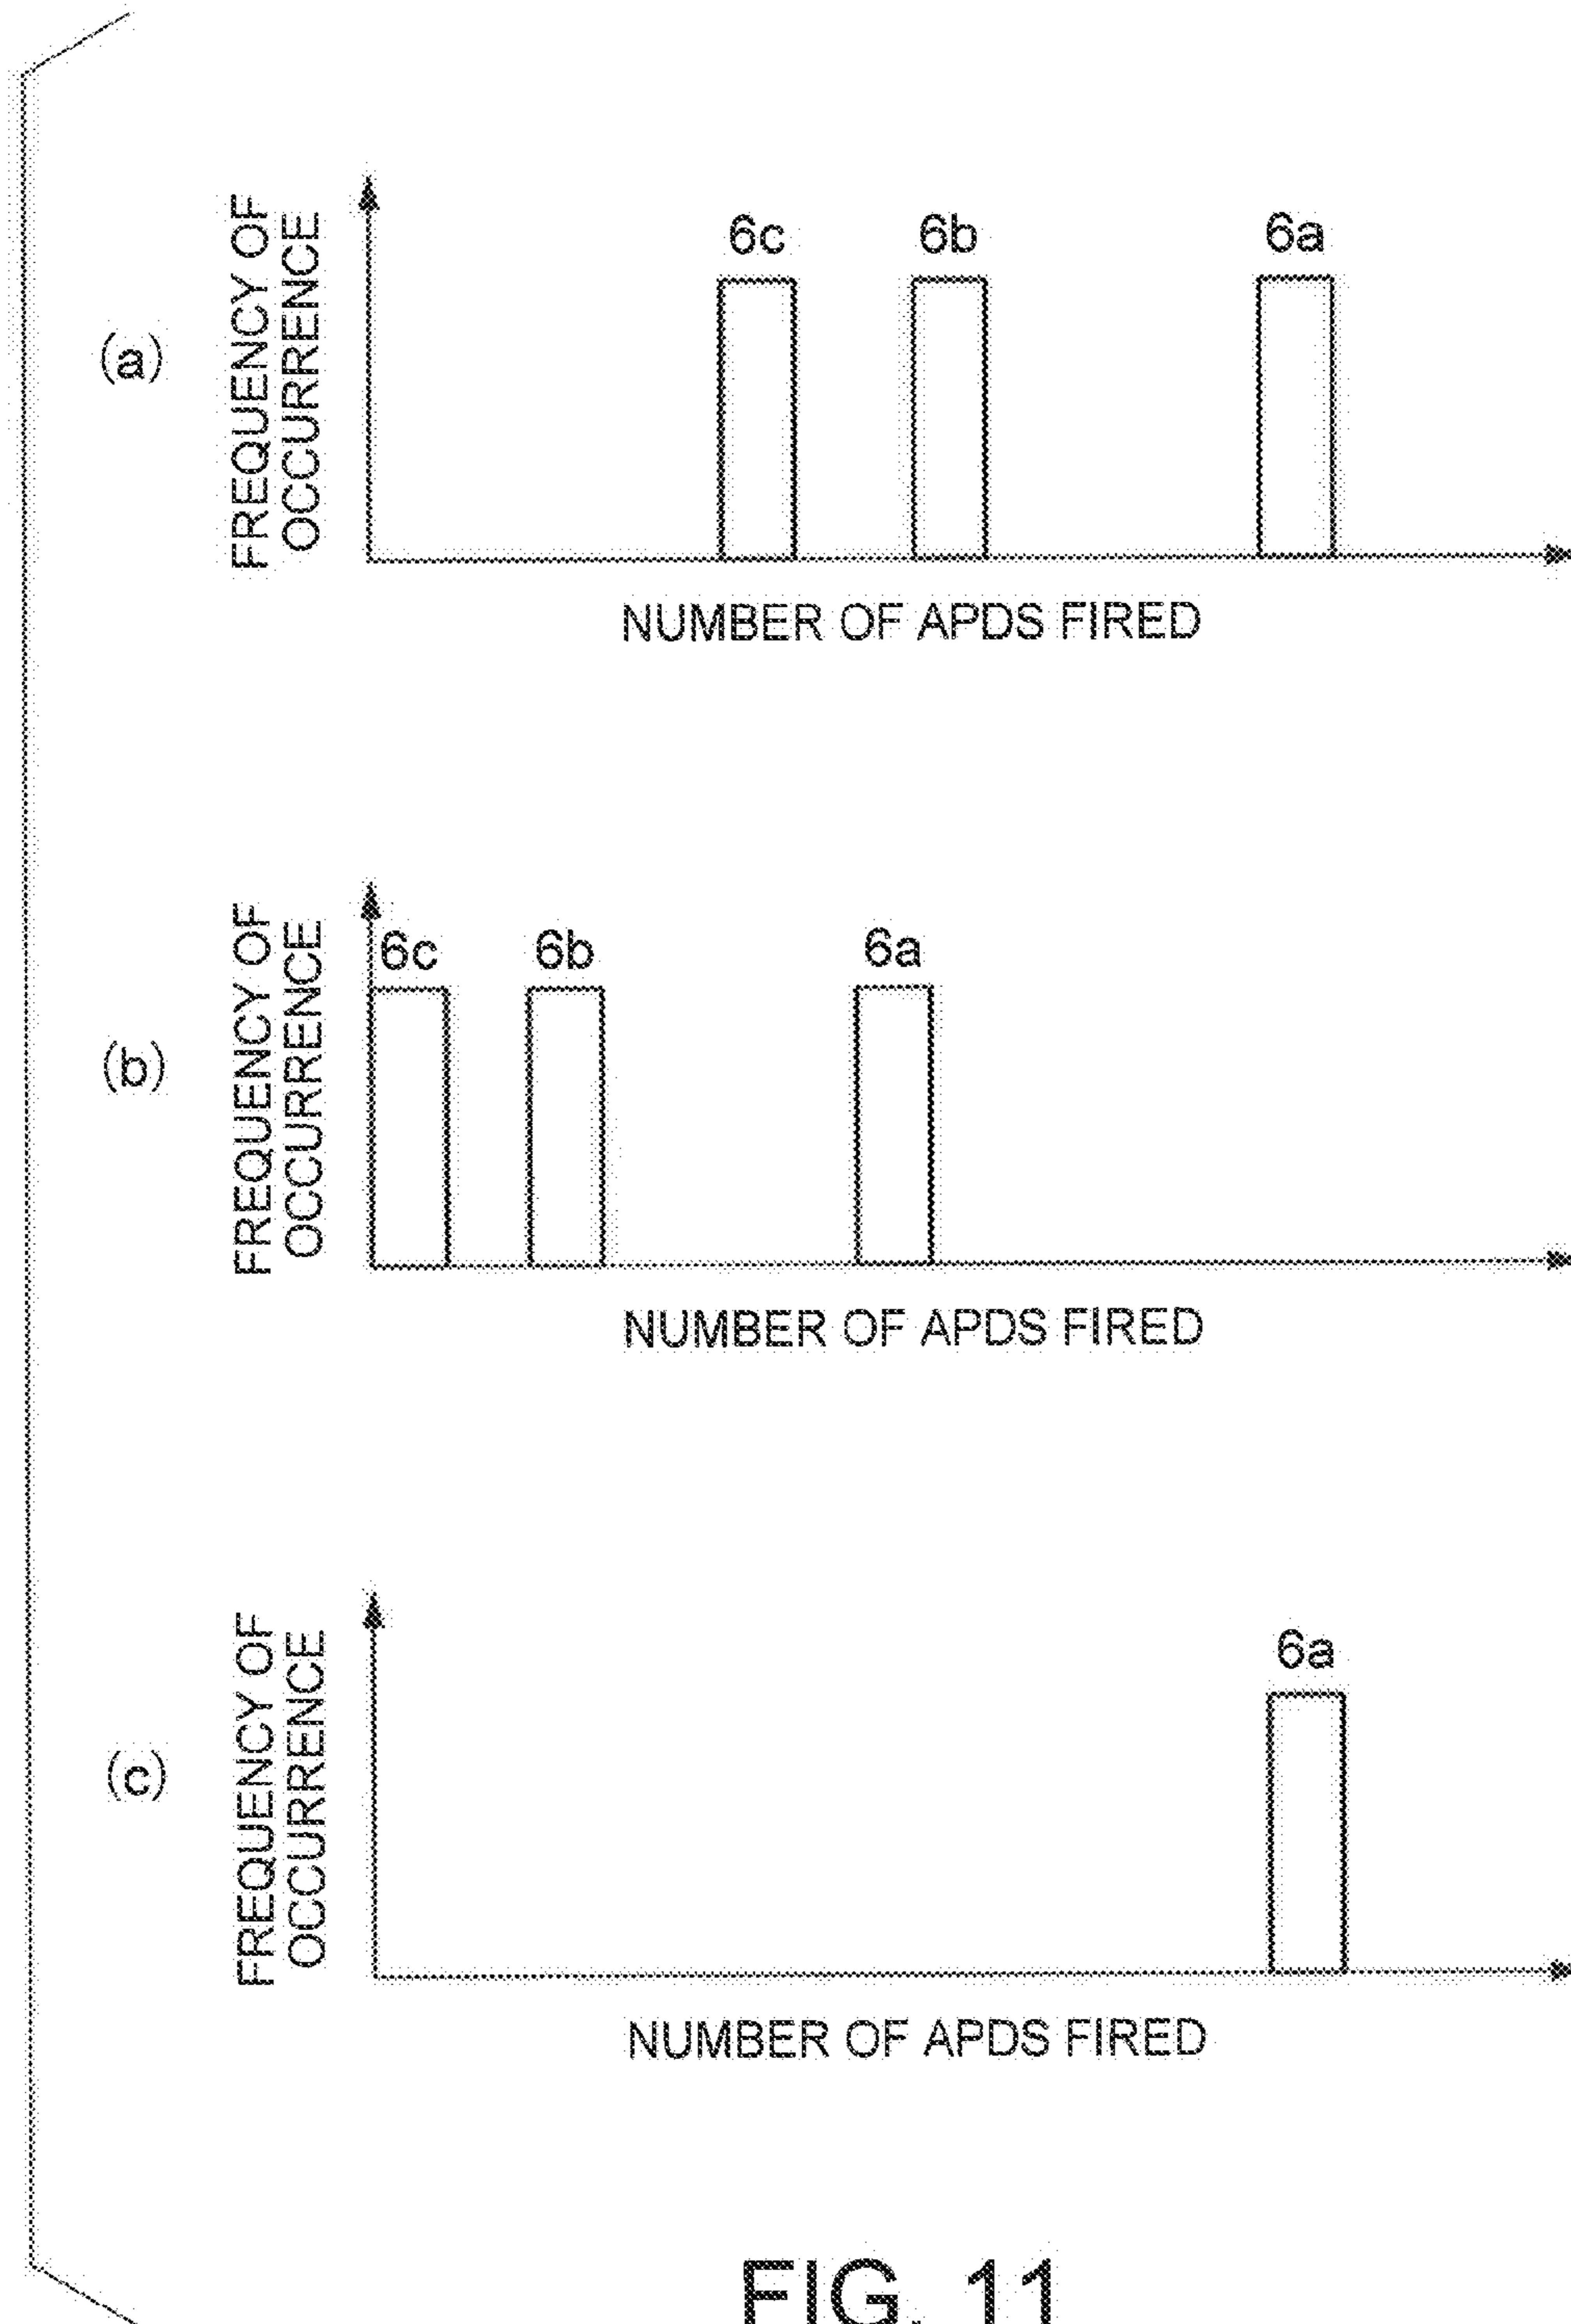 (a)
FREQUENCY OF
OCCURRENCE
6c 6b 6a
NUMBER OF APDS FIRED
(b)
FREQUENCY OF
OCCURRENCE
6c 6b 6a
NUMBER OF APDS FIRED
(c)
FREQUENCY OF
OCCURRENCE
6a
NUMBER OF APDS FIRED
FIG. 11